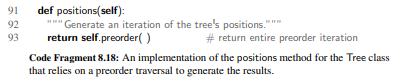 91 def positions(self):
92 """Generate an iteration of the tree's positions."""
93 return self.preorder( ) # return entire preorder iteration
Code Fragment 8.18: An implementation of the positions method for the Tree class
that relies on a preorder traversal to generate the results.